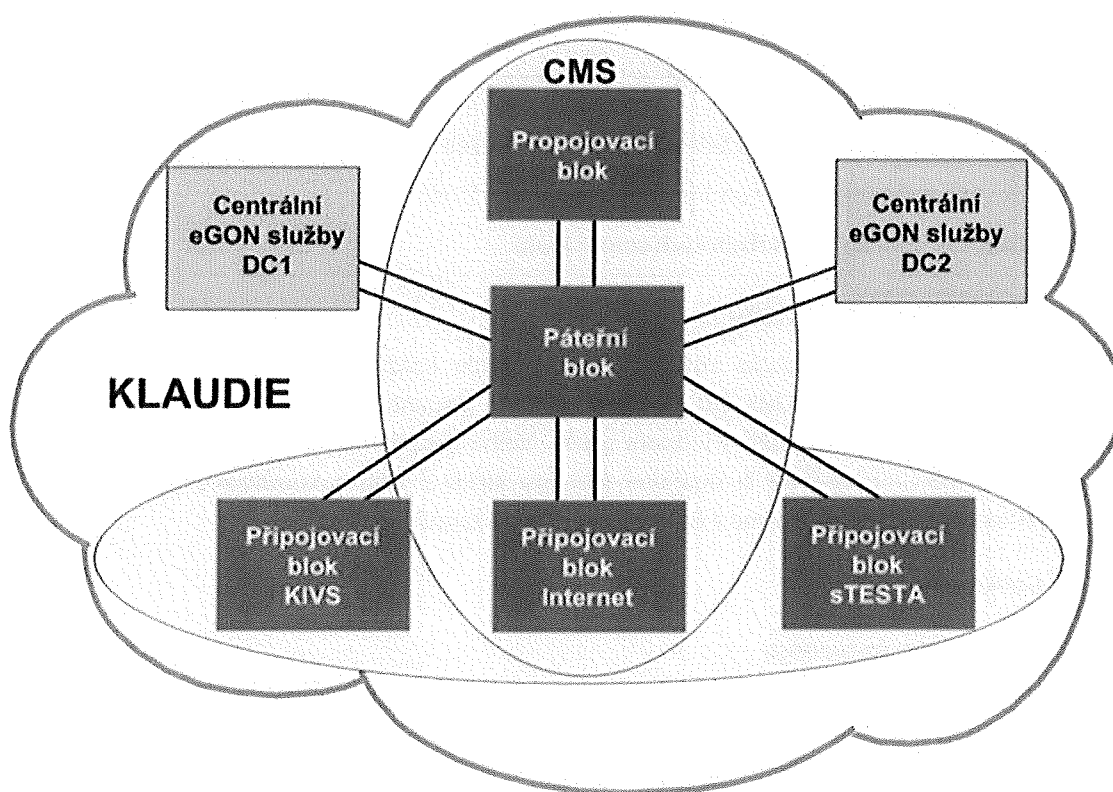 CMS
Propojovací
blok
Centrální
eGON služby
DC1
Centrální
eGON služby
DC2
Páteřní
blok
KLAUDIE
Připojovací
blok
KIVS
Připojovací
blok
Internet
Připojovací
blok
sTESTA